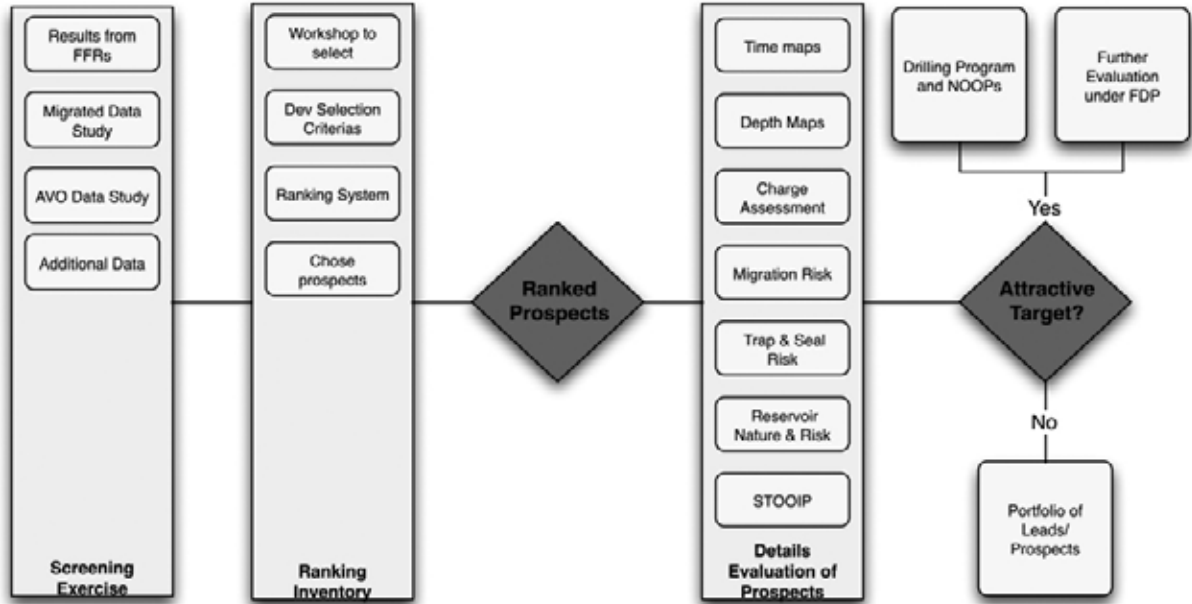 Results from
FFRs
Migrated Data
Study
AVO Data Study
Additional Data
Screening
Exercise
Workshop to
select
Dev Selection
Criterias
Ranking System
Chose
prospects
Ranking
Inventory
Ranked
Prospects
Time maps
Depth Maps
Charge
Assessment
Migration Risk
Trap & Seal
Risk
Reservoir
Nature & Risk
STOOIP
Details
Evaluation of
Prospects
Drilling Program
and NOOPs
Further
Evaluation
under FDP
Yes
Attractive
Target?
No
Portfolio of
Leads/
Prospects